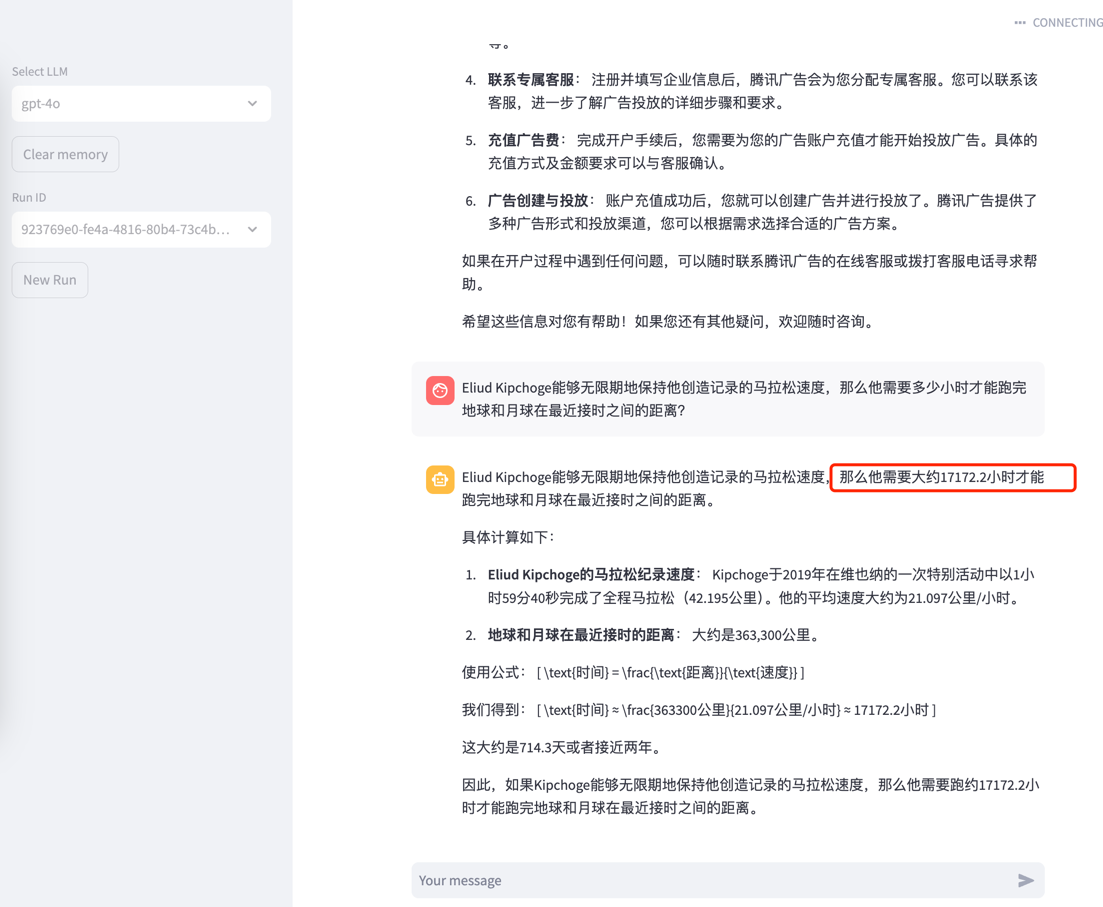 CONNECTING
Select LLM
gpt-4o
Clear memory
Run ID
923769e0-fe4a-4816-80b4-73c4b...
New Run
等。
4. 联系专属客服： 注册并填写企业信息后，腾讯广告会为您分配专属客服。您可以联系该
客服，进一步了解广告投放的详细步骤和要求。
5. 充值广告费： 完成开户手续后，您需要为您的广告账户充值才能开始投放广告。具体的
充值方式及金额要求可以与客服确认。
6. 广告创建与投放： 账户充值成功后，您就可以创建广告并进行投放了。腾讯广告提供了
多种广告形式和投放渠道，您可以根据需求选择合适的广告方案。
如果在开户过程中遇到任何问题，可以随时联系腾讯广告的在线客服或拨打客服电话寻求帮
助。
希望这些信息对您有帮助！如果您还有其他疑问，欢迎随时咨询。
Eliud Kipchoge能够无限期地保持他创造记录的马拉松速度，那么他需要多少小时才能跑完
地球和月球在最近接时之间的距离？
Eliud Kipchoge能够无限期地保持他创造记录的马拉松速度，那么他需要大约17172.2小时才能
跑完地球和月球在最近接时之间的距离。
具体计算如下：
1. Eliud Kipchoge的马拉松纪录速度： Kipchoge于2019年在维也纳的一次特别活动中以1小
时59分40秒完成了全程马拉松（42.195公里）。他的平均速度大约为21.097公里/小时。
2. 地球和月球在最近接时的距离： 大约是363,300公里。
使用公式： [ \text{时间} = \frac{\text{距离}}{\text{速度}} ]
我们得到： [ \text{时间} ≈ \frac{363300公里}{21.097公里/小时} ≈ 17172.2小时 ]
这大约是714.3天或者接近两年。
因此，如果Kipchoge能够无限期地保持他创造记录的马拉松速度，那么他需要跑约17172.2小
时才能跑完地球和月球在最近接时之间的距离。
Your message